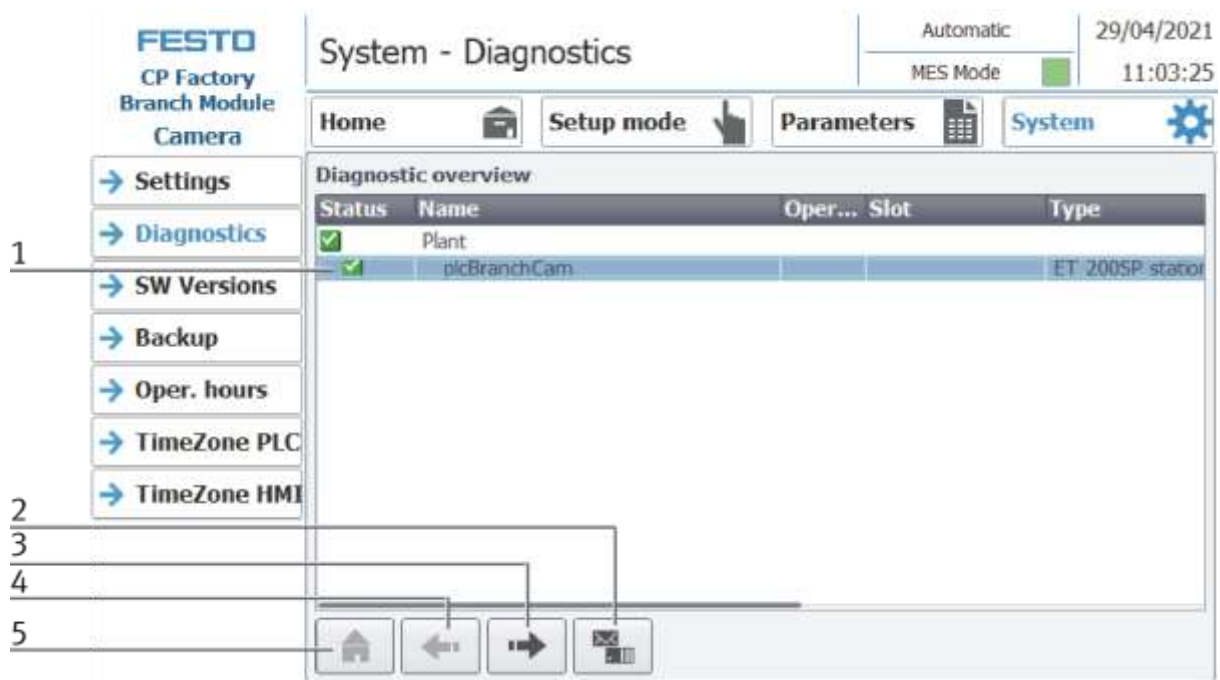 FESTO
CP Factory
Branch Module
Camera
System - Diagnostics
Automatic
MES Mode
29/04/2021
11:03:25
Home
Setup mode
Parameters
System
Settings
Diagnostics
SW Versions
Backup
Oper. hours
TimeZone PLC
TimeZone HMI
Diagnostic overview
Status Name Oper... Slot Type
Plant
plcBranchCam ET 200SP station
1
2
3
4
5